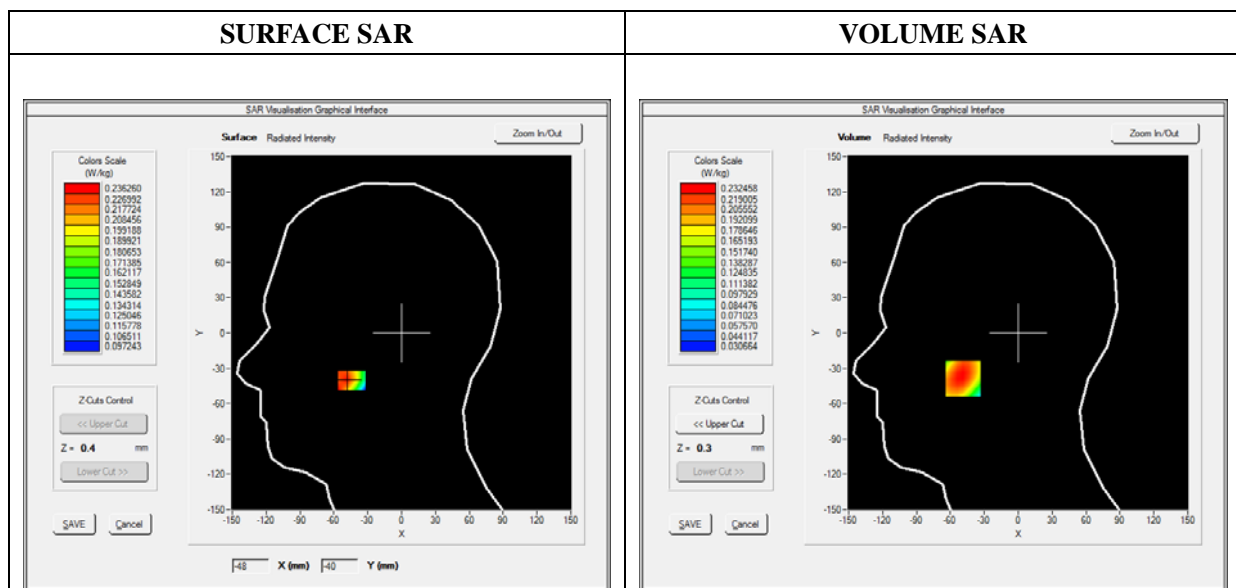 SURFACE SAR
VOLUME SAR
SAR Visualisation Graphical Interface
Surface Radiated Intensity
Zoom In/Out
Colors Scale
(W/kg)
0.236260
0.226992
0.217724
0.208456
0.199188
0.189921
0.180653
0.171385
0.162117
0.152849
0.143582
0.134314
0.125046
0.115778
0.106511
0.097243
Z-Cuts Control
<< Upper Cut
Z = 0.4 mm
Lower Cut >>
SAVE Cancel
150
120
90
60
30
0
-30
-60
-90
-120
-150
Y
-150 -120 -90 -60 -30 0 30 60 90 120 150
X
-48 X (mm) -40 Y (mm)
SAR Visualisation Graphical Interface
Volume Radiated Intensity
Zoom In/Out
Colors Scale
(W/kg)
0.232458
0.219005
0.205552
0.192099
0.178646
0.165193
0.151740
0.138287
0.124835
0.111382
0.097929
0.084476
0.071023
0.057570
0.044117
0.030664
Z-Cuts Control
<< Upper Cut
Z = 0.3 mm
Lower Cut >>
SAVE Cancel
150
120
90
60
30
0
-30
-60
-90
-120
-150
Y
-150 -120 -90 -60 -30 0 30 60 90 120 150
X